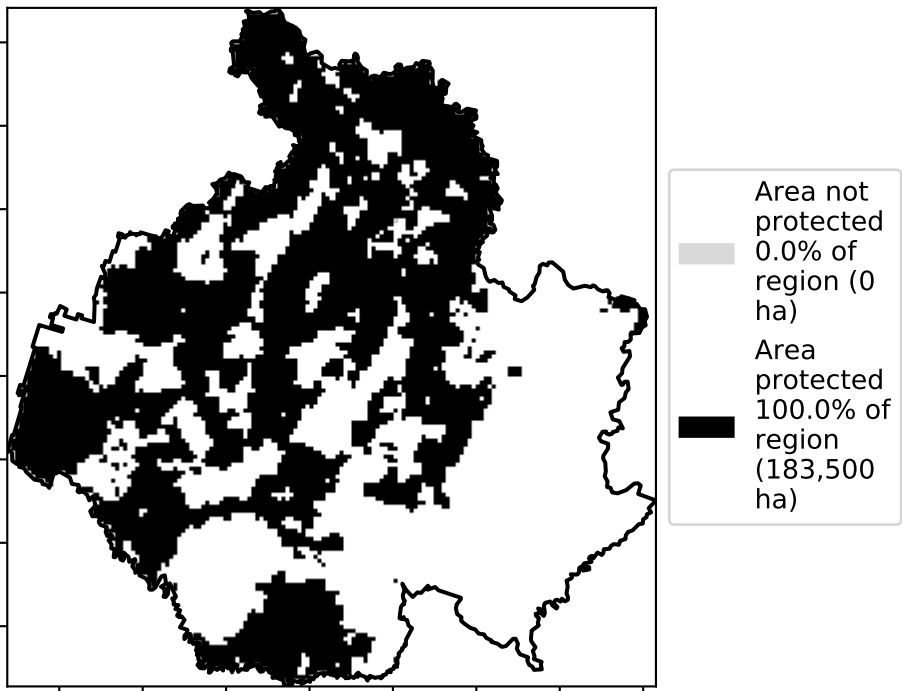 Area not
protected
0.0% of
region (0
ha)
Area
protected
100.0% of
region
(183,500
ha)